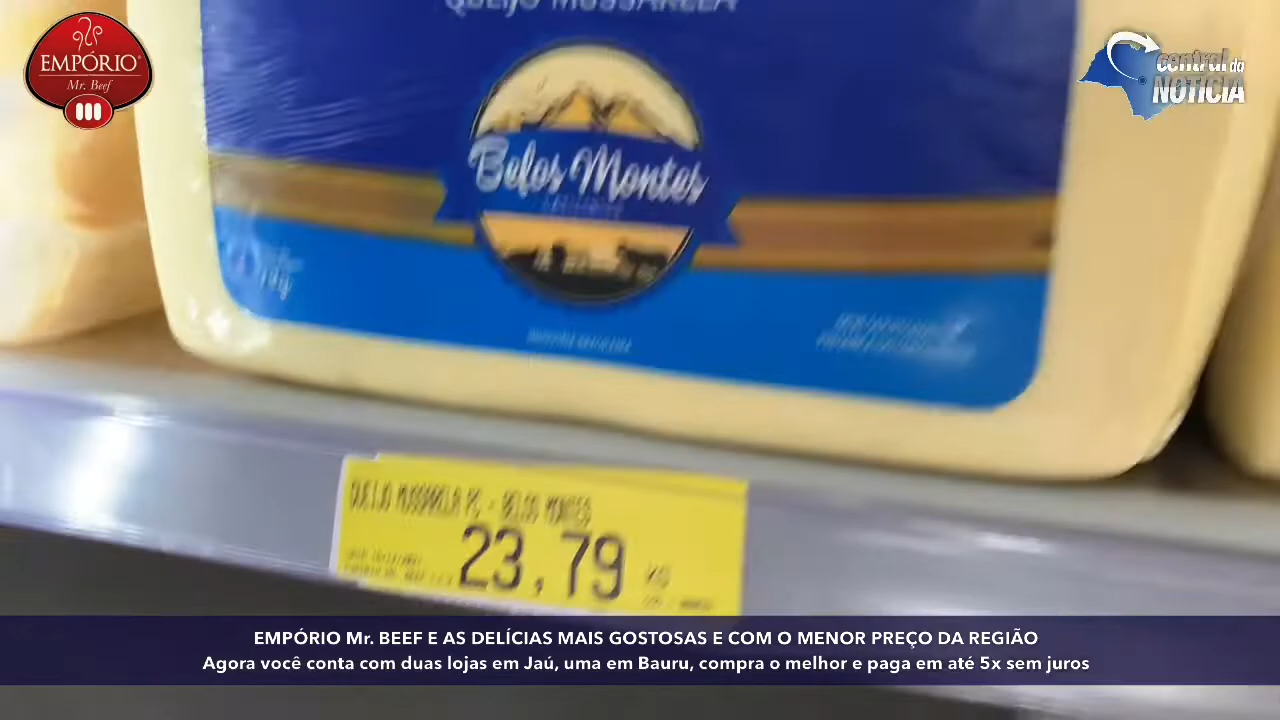 QUEIJO MUSSARELA
EMPÓRIO
Mr. Beef
central da
NOTÍCIA
Belos Montes
QUEIJO MUSSARELA PC - BELOS MONTES
23,79 KG
EMPÓRIO Mr. BEEF E AS DELÍCIAS MAIS GOSTOSAS E COM O MENOR PREÇO DA REGIÃO
Agora você conta com duas lojas em Jaú, uma em Bauru, compra o melhor e paga em até 5x sem juros